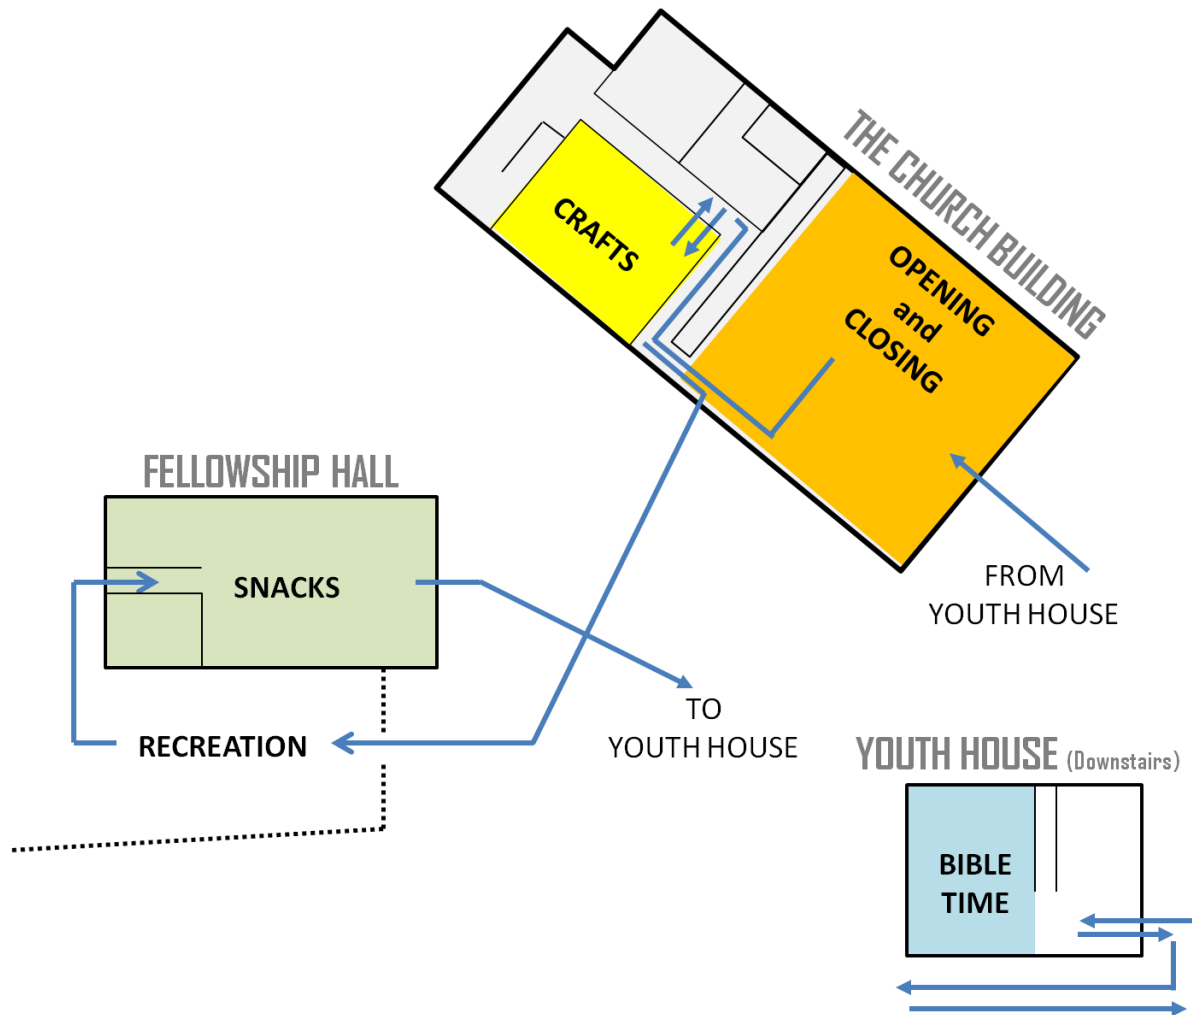 THE CHURCH BUILDING
CRAFTS
OPENING
and
CLOSING
FELLOWSHIP HALL
SNACKS
FROM
YOUTH HOUSE
RECREATION
TO
YOUTH HOUSE
YOUTH HOUSE (Downstairs)
BIBLE
TIME